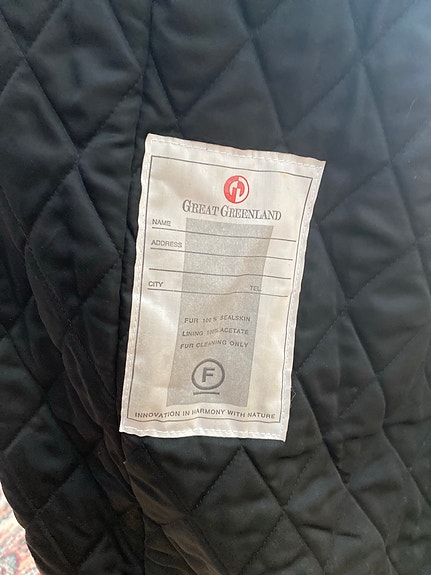 GREAT GREENLAND
NAME
ADDRESS
CITY TEL
FUR 100% SEALSKIN
LINING 100% ACETATE
FUR CLEANING ONLY
F
INNOVATION IN HARMONY WITH NATURE